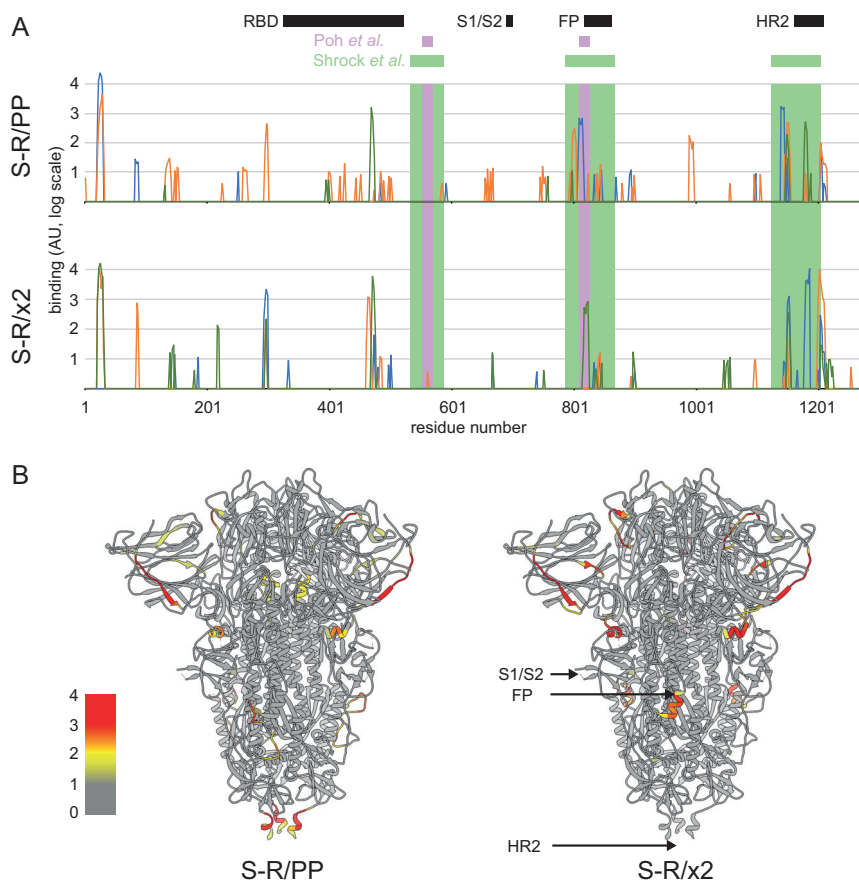 A
RBD S1/S2 FP HR2
Poh et al.
Shrock et al.
S-R/PP
4
3
2
1
binding (AU, log scale)
S-R/x2
4
3
2
1
1 201 401 601 801 1001 1201
residue number
B
S1/S2
FP
4
3
2
1
0
HR2
S-R/PP S-R/x2